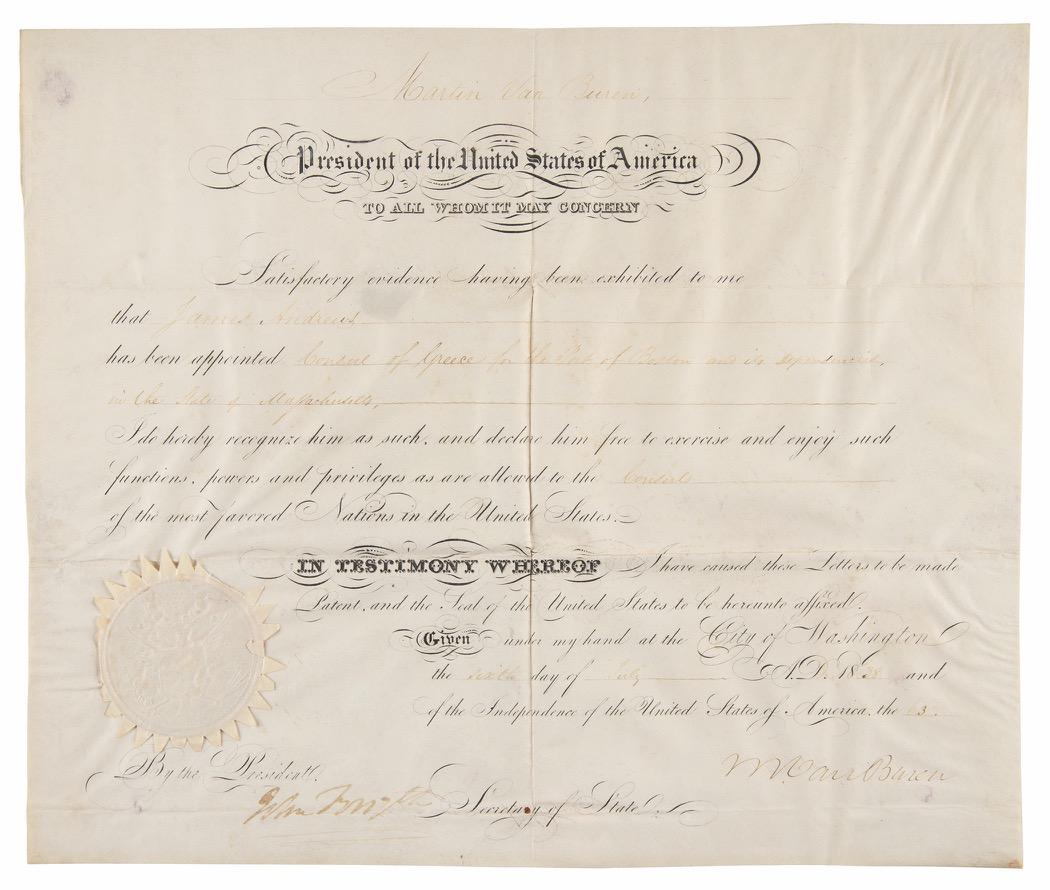 Martin Van Buren,
President of the United States of America
TO ALL WHOM IT MAY CONCERN
Satisfactory evidence having been exhibited to me
that James Andrews
has been appointed Consul of Greece for the Port of Boston and its dependencies,
in the State of Massachusetts,
I do hereby recognize him as such, and declare him free to exercise and enjoy such
functions, powers and privileges as are allowed to the Consuls
of the most favored Nations in the United States.
IN TESTIMONY WHEREOF I have caused these Letters to be made
Patent, and the Seal of the United States to be hereunto affixed.
Given under my hand at the City of Washington
the sixth day of July A.D. 1838 and
of the Independence of the United States of America, the 63.
M Van Buren
By the President.
John Forsyth Secretary of State.